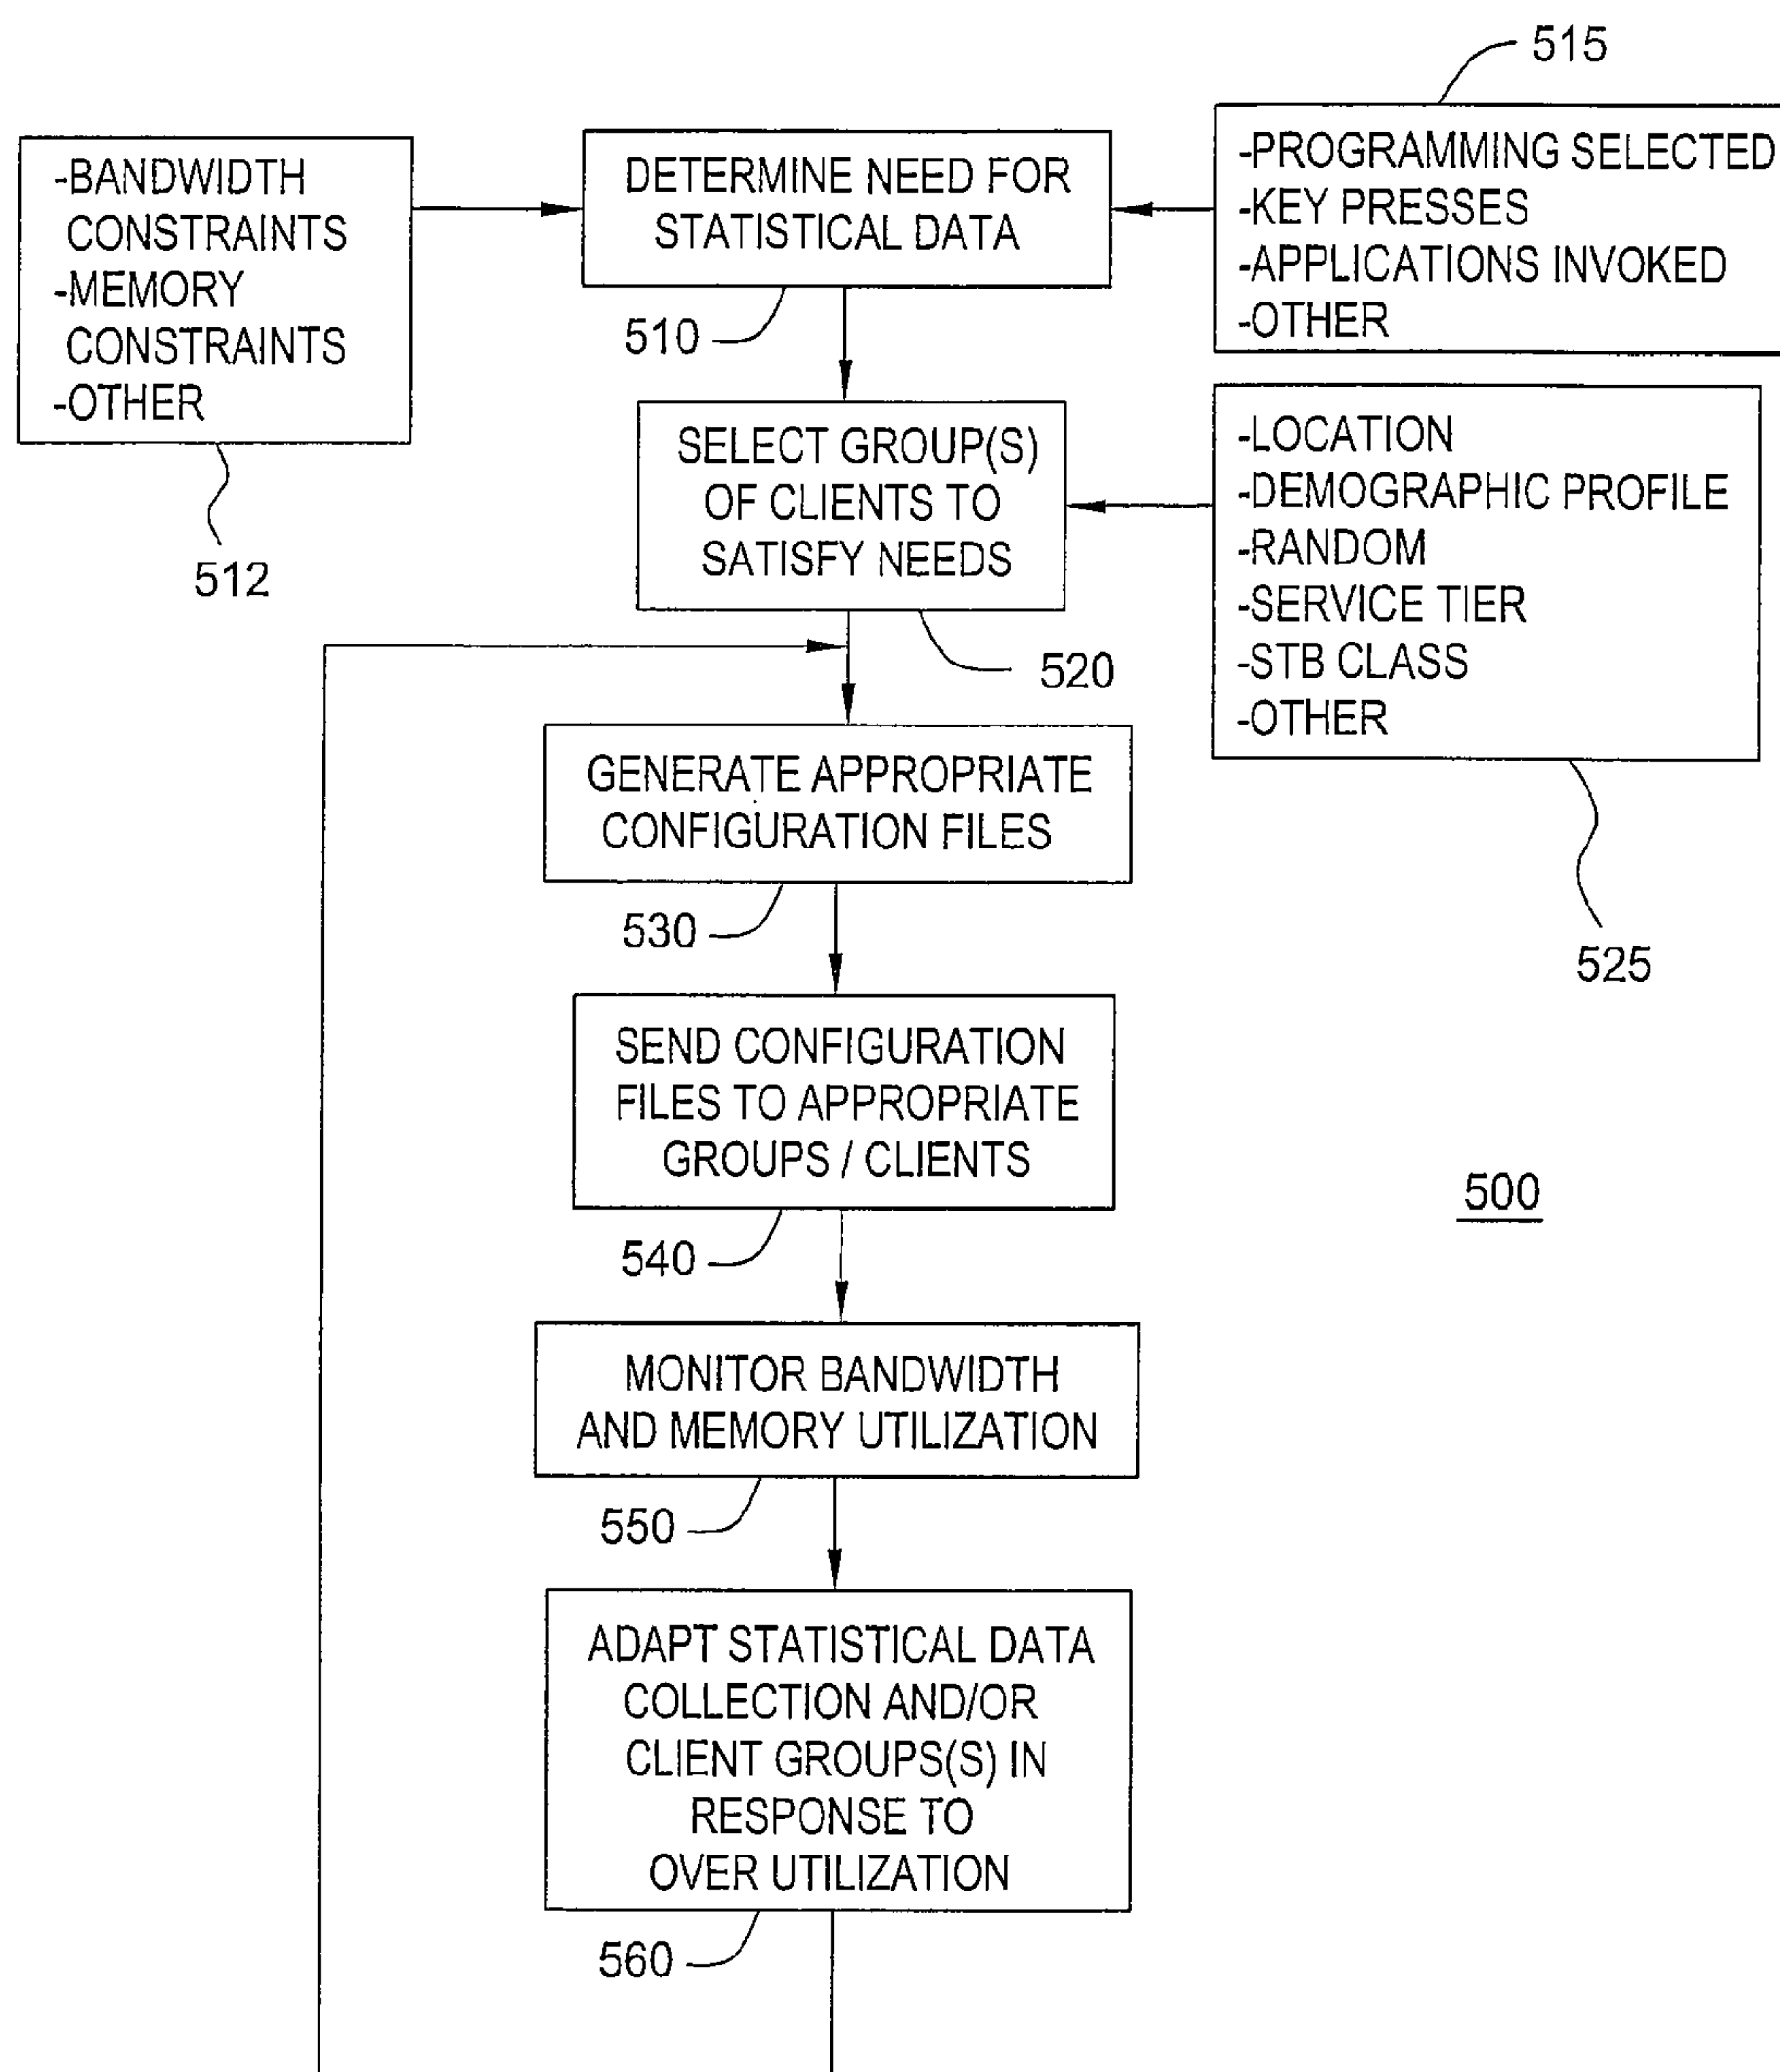 515
-BANDWIDTH
CONSTRAINTS
-MEMORY
CONSTRAINTS
-OTHER
512
DETERMINE NEED FOR
STATISTICAL DATA
510
-PROGRAMMING SELECTED
-KEY PRESSES
-APPLICATIONS INVOKED
-OTHER
SELECT GROUP(S)
OF CLIENTS TO
SATISFY NEEDS
520
-LOCATION
-DEMOGRAPHIC PROFILE
-RANDOM
-SERVICE TIER
-STB CLASS
-OTHER
525
GENERATE APPROPRIATE
CONFIGURATION FILES
530
SEND CONFIGURATION
FILES TO APPROPRIATE
GROUPS / CLIENTS
540
500
MONITOR BANDWIDTH
AND MEMORY UTILIZATION
550
ADAPT STATISTICAL DATA
COLLECTION AND/OR
CLIENT GROUPS(S) IN
RESPONSE TO
OVER UTILIZATION
560